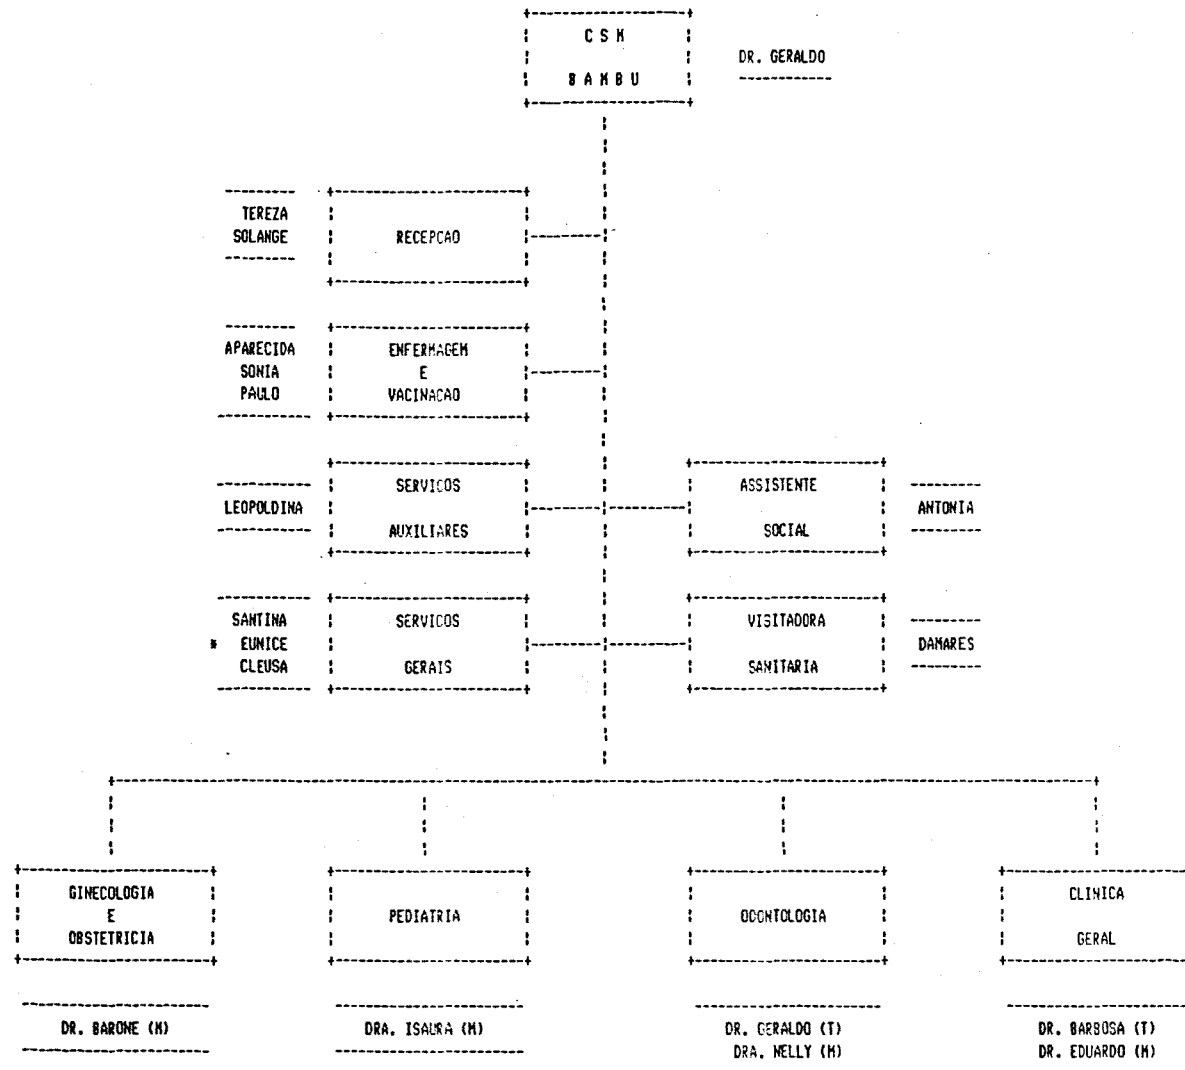 C S M
B A M B U
DR. GERALDO
TEREZA
SOLANGE
RECEPCAO
APARECIDA
SONIA
PAULO
ENFERMAGEM
E
VACINACAO
LEOPOLDINA
SERVICOS
AUXILIARES
ASSISTENTE
SOCIAL
ANTONIA
SANTINA
* EUNICE
CLEUSA
SERVICOS
GERAIS
VISITADORA
SANITARIA
DAMARES
GINECOLOGIA
E
OBSTETRICIA
PEDIATRIA
ODONTOLOGIA
CLINICA
GERAL
DR. BARONE (M)
DRA. ISAURA (M)
DR. GERALDO (T)
DRA. NELLY (M)
DR. BARBOSA (T)
DR. EDUARDO (M)